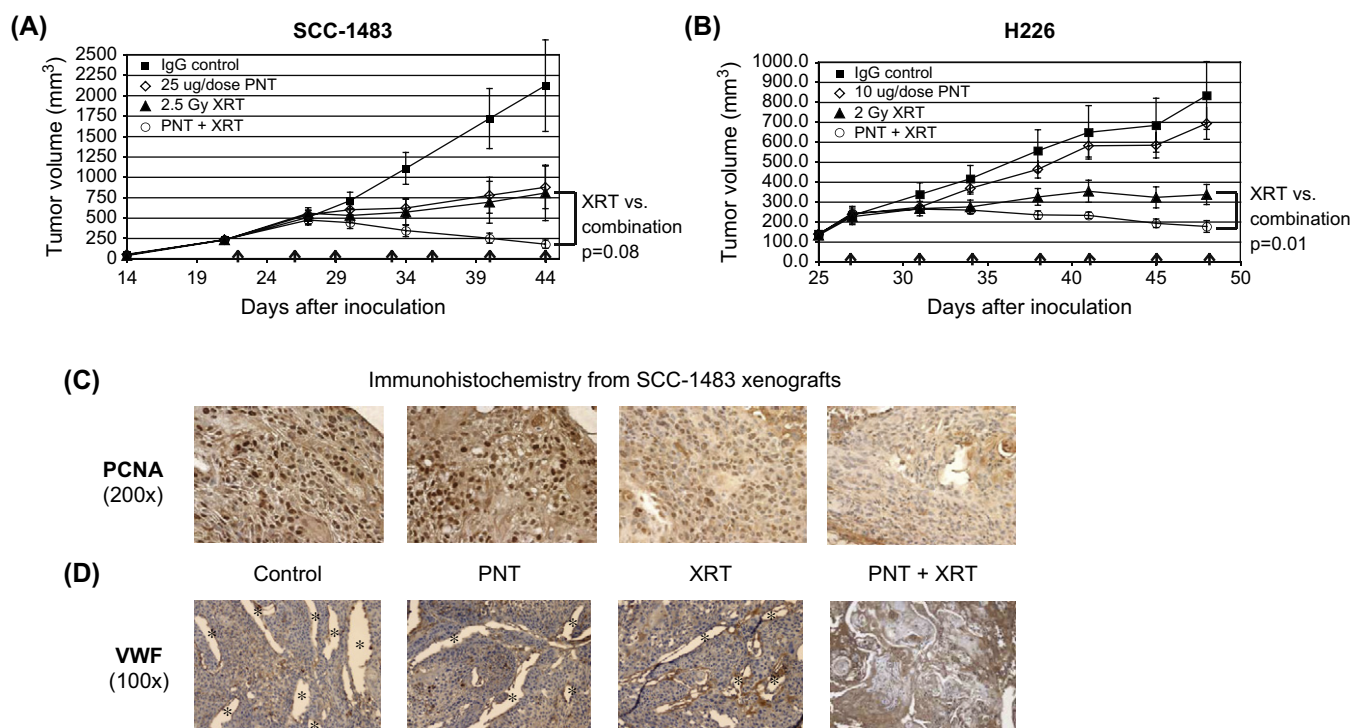 (A)
SCC-1483
Tumor volume (mm³)
2500
2250
2000
1750
1500
1250
1000
750
500
250
0
IgG control
25 ug/dose PNT
2.5 Gy XRT
PNT + XRT
14
19
24
29
34
39
44
Days after inoculation
XRT vs.
combination
p=0.08
(B)
H226
Tumor volume (mm³)
1000.0
900.0
800.0
700.0
600.0
500.0
400.0
300.0
200.0
100.0
0.0
IgG control
10 ug/dose PNT
2 Gy XRT
PNT + XRT
25
30
35
40
45
50
Days after inoculation
XRT vs.
combination
p=0.01
(C)
Immunohistochemistry from SCC-1483 xenografts
PCNA
(200x)
(D)
Control
PNT
XRT
PNT + XRT
VWF
(100x)